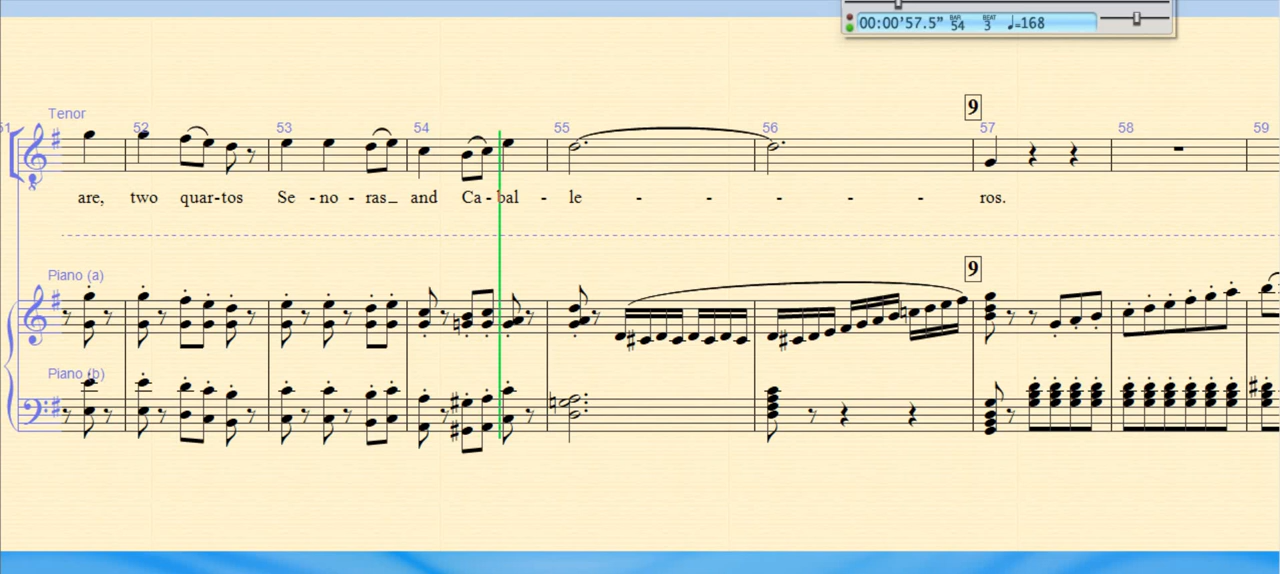 00:00'57.5" BAR 54 BEAT 3 ♩=168
9
Tenor
51 52 53 54 55 56 57 58 59
are, two quar-tos Se - no - ras_ and Ca - bal - le - - - - - ros.
9
Piano (a)
Piano (b)